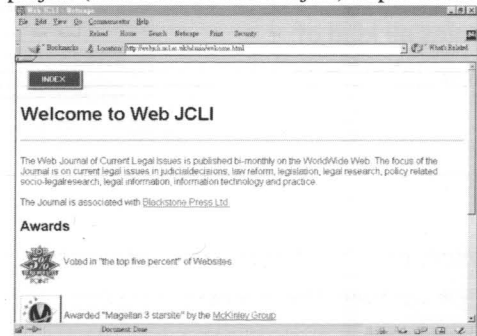 Web JCLI - Netscape
File Edit View Go Communicator Help
Reload Home Search Netscape Print Security
Bookmarks Location: http://webjcli.ncl.ac.uk/admin/welcome.html What's Related
INDEX
Welcome to Web JCLI
The Web Journal of Current Legal Issues is published bi-monthly on the WorldWide Web. The focus of the
Journal is on current legal issues in judicialdecisions, law reform, legislation, legal research, policy related
socio-legalresearch, legal information, information technology and practice.
The Journal is associated with Blackstone Press Ltd.
Awards
POINT
Voted in "the top five percent" of Websites
Awarded "Magellan 3 starsite" by the McKinley Group
Document: Done